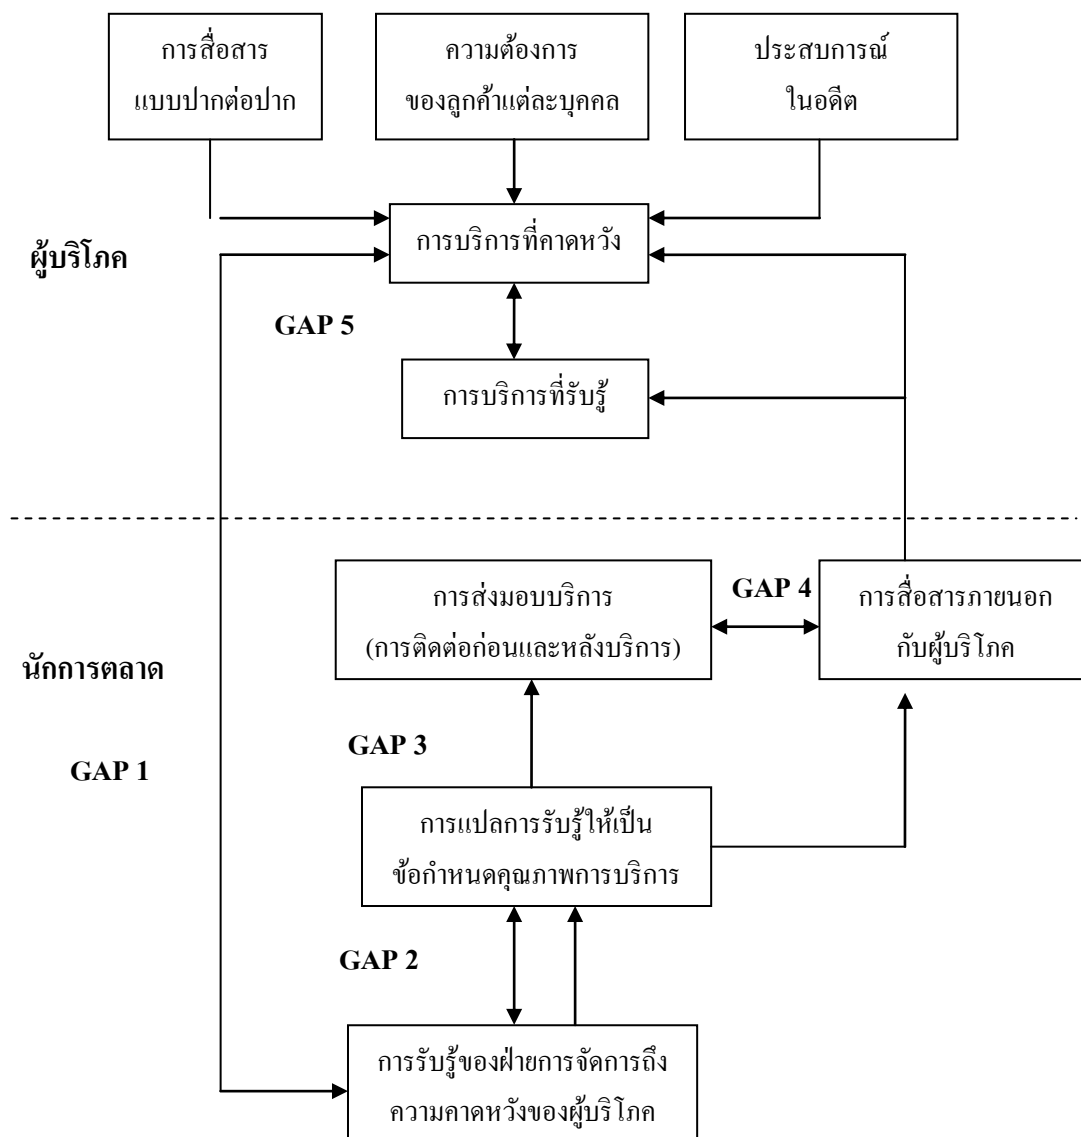 การสื่อสาร
แบบปากต่อปาก
ความต้องการ
ของลูกค้าแต่ละบุคคล
ประสบการณ์
ในอดีต
การบริการที่คาดหวัง
ผู้บริโภค
GAP 5
การบริการที่รับรู้
การส่งมอบบริการ
(การติดต่อก่อนและหลังบริการ)
GAP 4
การสื่อสารภายนอก
กับผู้บริโภค
นักการตลาด
GAP 3
GAP 1
การแปลการรับรู้ให้เป็น
ข้อกำหนดคุณภาพการบริการ
GAP 2
การรับรู้ของฝ่ายการจัดการถึง
ความคาดหวังของผู้บริโภค